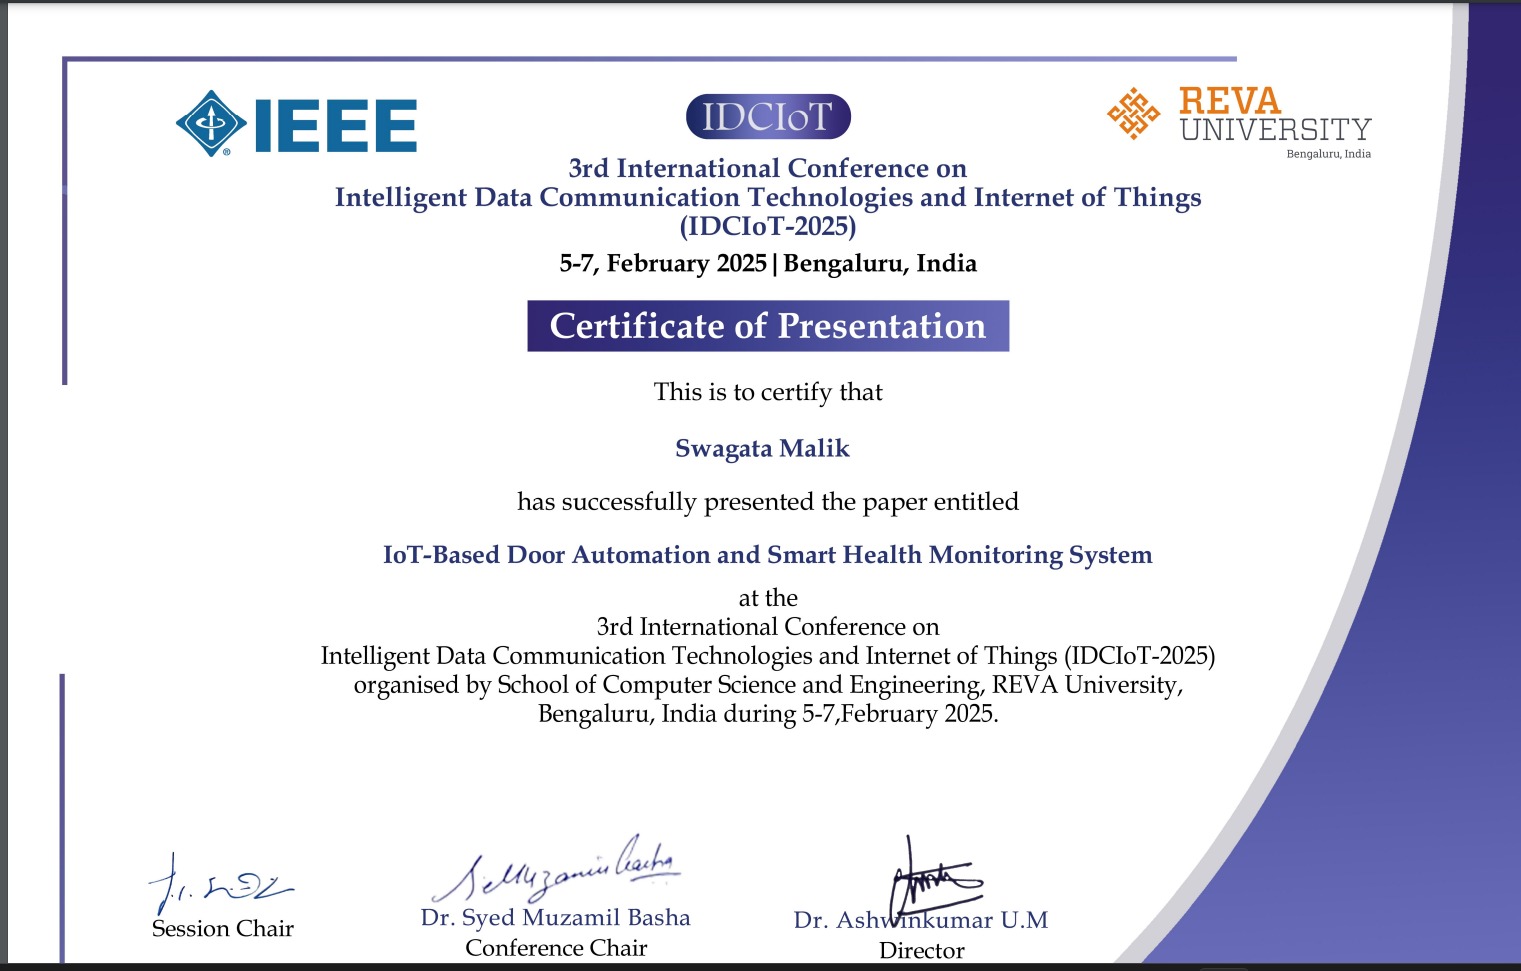 IEEE
®
IDCIoT
REVA
UNIVERSITY
Bengaluru, India
3rd International Conference on
Intelligent Data Communication Technologies and Internet of Things
(IDCIoT-2025)
5-7, February 2025|Bengaluru, India
Certificate of Presentation
This is to certify that
Swagata Malik
has successfully presented the paper entitled
IoT-Based Door Automation and Smart Health Monitoring System
at the
3rd International Conference on
Intelligent Data Communication Technologies and Internet of Things (IDCIoT-2025)
organised by School of Computer Science and Engineering, REVA University,
Bengaluru, India during 5-7,February 2025.
Session Chair
Dr. Syed Muzamil Basha
Conference Chair
Dr. Ashwinkumar U.M
Director